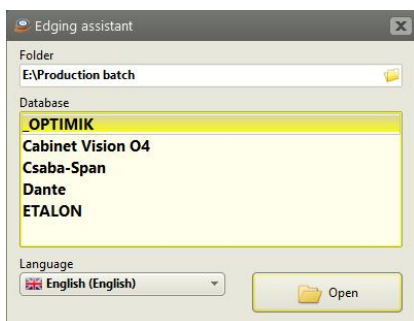 Edging assistant
Folder
E:\Production batch
Database
_OPTIMIK
Cabinet Vision O4
Csaba-Span
Dante
ETALON
Language
English (English)
Open